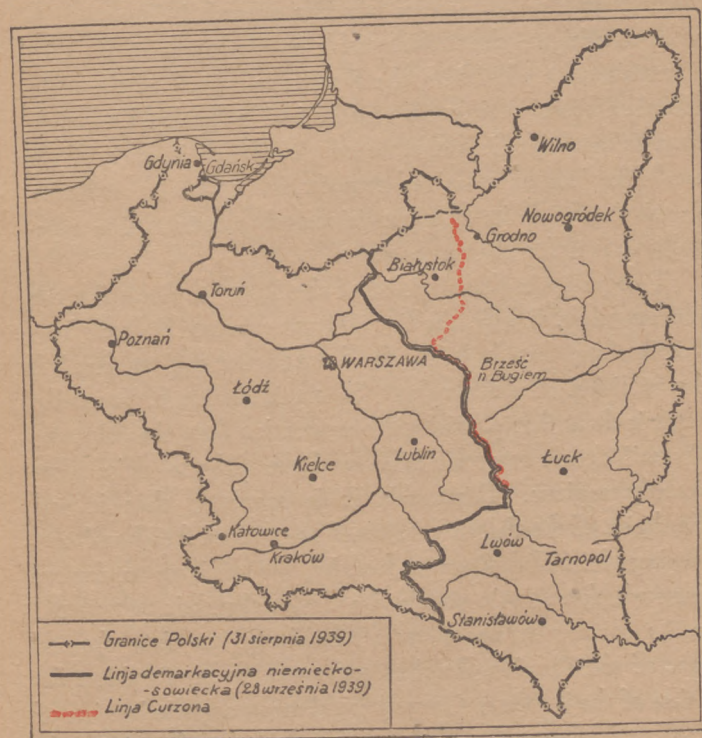 Wilno
Gdynia
Gdańsk
Nowogródek
Grodno
Białystok
Toruń
Poznań
WARSZAWA
Brześć
n Bugiem
Łódź
Lublin
Łuck
Kielce
Katowice
Kraków
Lwów
Tarnopol
Stanisławów
Granice Polski (31 sierpnia 1939)
Linja demarkacyjna niemiecko-
-sowiecka (28 września 1939)
Linja Curzona